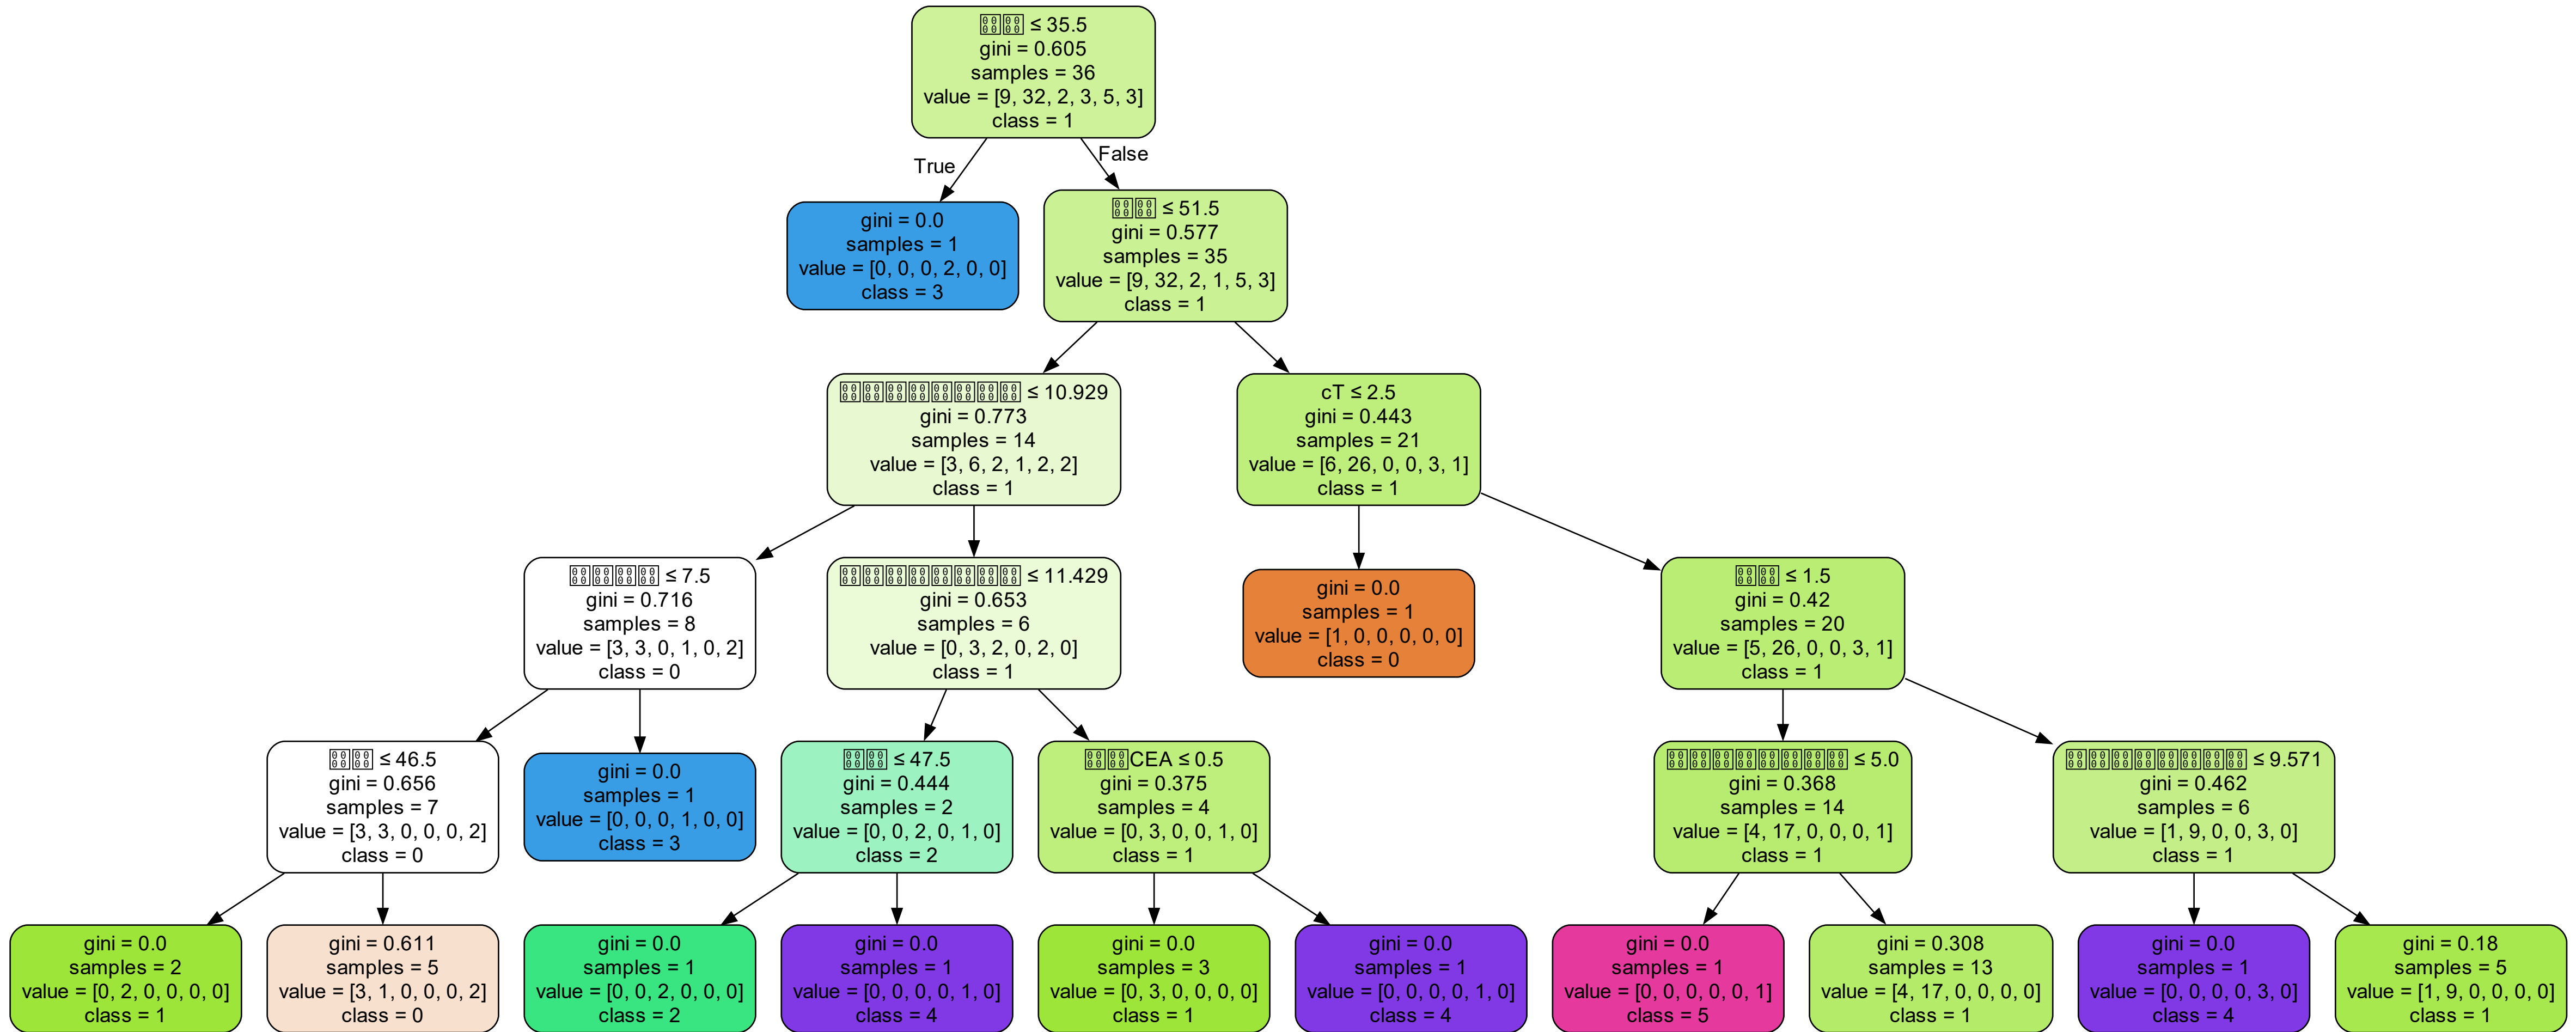 ≤ 35.5
gini = 0.605
samples = 36
value = [9, 32, 2, 3, 5, 3]
class = 1
True
False
gini = 0.0
samples = 1
value = [0, 0, 0, 2, 0, 0]
class = 3
≤ 51.5
gini = 0.577
samples = 35
value = [9, 32, 2, 1, 5, 3]
class = 1
≤ 10.929
gini = 0.773
samples = 14
value = [3, 6, 2, 1, 2, 2]
class = 1
cT ≤ 2.5
gini = 0.443
samples = 21
value = [6, 26, 0, 0, 3, 1]
class = 1
≤ 7.5
gini = 0.716
samples = 8
value = [3, 3, 0, 1, 0, 2]
class = 0
≤ 11.429
gini = 0.653
samples = 6
value = [0, 3, 2, 0, 2, 0]
class = 1
gini = 0.0
samples = 1
value = [1, 0, 0, 0, 0, 0]
class = 0
≤ 1.5
gini = 0.42
samples = 20
value = [5, 26, 0, 0, 3, 1]
class = 1
≤ 46.5
gini = 0.656
samples = 7
value = [3, 3, 0, 0, 0, 2]
class = 0
gini = 0.0
samples = 1
value = [0, 0, 0, 1, 0, 0]
class = 3
≤ 47.5
gini = 0.444
samples = 2
value = [0, 0, 2, 0, 1, 0]
class = 2
CEA ≤ 0.5
gini = 0.375
samples = 4
value = [0, 3, 0, 0, 1, 0]
class = 1
≤ 5.0
gini = 0.368
samples = 14
value = [4, 17, 0, 0, 0, 1]
class = 1
≤ 9.571
gini = 0.462
samples = 6
value = [1, 9, 0, 0, 3, 0]
class = 1
gini = 0.0
samples = 2
value = [0, 2, 0, 0, 0, 0]
class = 1
gini = 0.611
samples = 5
value = [3, 1, 0, 0, 0, 2]
class = 0
gini = 0.0
samples = 1
value = [0, 0, 2, 0, 0, 0]
class = 2
gini = 0.0
samples = 1
value = [0, 0, 0, 0, 1, 0]
class = 4
gini = 0.0
samples = 3
value = [0, 3, 0, 0, 0, 0]
class = 1
gini = 0.0
samples = 1
value = [0, 0, 0, 0, 1, 0]
class = 4
gini = 0.0
samples = 1
value = [0, 0, 0, 0, 0, 1]
class = 5
gini = 0.308
samples = 13
value = [4, 17, 0, 0, 0, 0]
class = 1
gini = 0.0
samples = 1
value = [0, 0, 0, 0, 3, 0]
class = 4
gini = 0.18
samples = 5
value = [1, 9, 0, 0, 0, 0]
class = 1